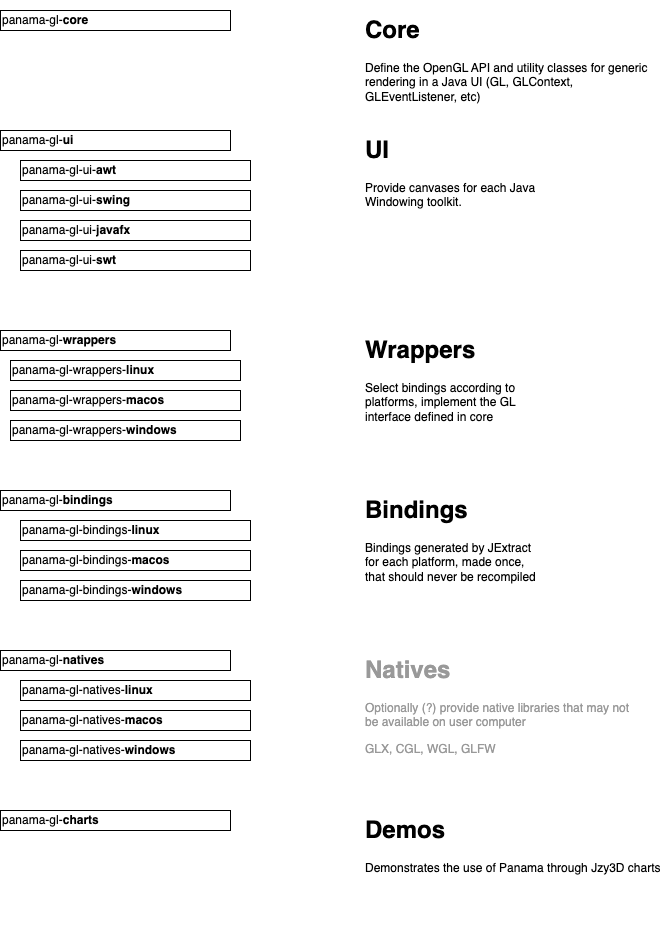 panama-gl-core
Core
Define the OpenGL API and utility classes for generic
rendering in a Java UI (GL, GLContext,
GLEventListener, etc)
panama-gl-ui
UI
panama-gl-ui-awt
Provide canvases for each Java
Windowing toolkit.
panama-gl-ui-swing
panama-gl-ui-javafx
panama-gl-ui-swt
panama-gl-wrappers
Wrappers
panama-gl-wrappers-linux
Select bindings according to
platforms, implement the GL
interface defined in core
panama-gl-wrappers-macos
panama-gl-wrappers-windows
panama-gl-bindings
Bindings
panama-gl-bindings-linux
Bindings generated by JExtract
for each platform, made once,
that should never be recompiled
panama-gl-bindings-macos
panama-gl-bindings-windows
panama-gl-natives
Natives
panama-gl-natives-linux
Optionally (?) provide native libraries that may not
be available on user computer
panama-gl-natives-macos
panama-gl-natives-windows
GLX, CGL, WGL, GLFW
panama-gl-charts
Demos
Demonstrates the use of Panama through Jzy3D charts